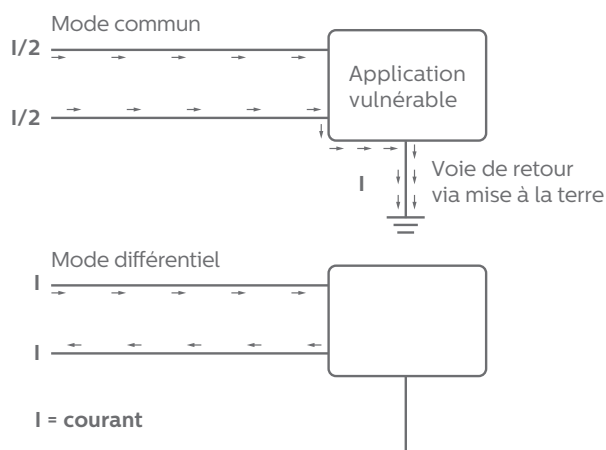 Mode commun
I/2
I/2
Application
vulnérable
I
Voie de retour
via mise à la terre
Mode différentiel
I
I
I = courant